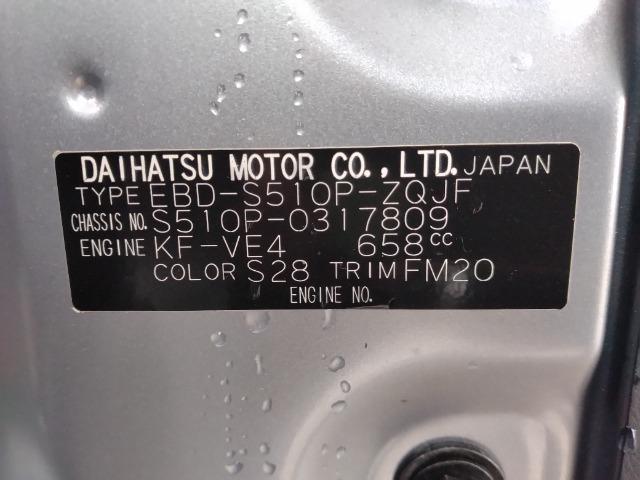 DAIHATSU MOTOR CO.,LTD. JAPAN
TYPE EBD-S510P-ZQJF
CHASSIS NO. S510P-0317809
ENGINE KF-VE4 658cc
COLOR S28 TRIM FM20
ENGINE NO.